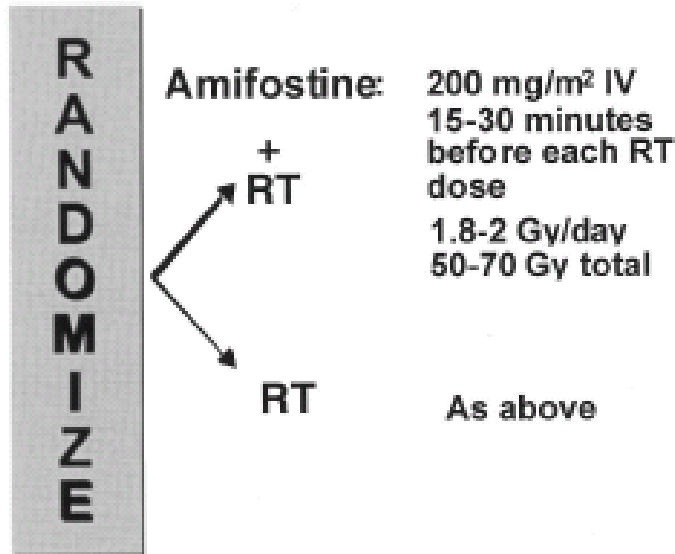 RANDOMIZE
Amifostine: 200 mg/m² IV
15-30 minutes
+ before each RT
RT dose
1.8-2 Gy/day
50-70 Gy total
RT As above